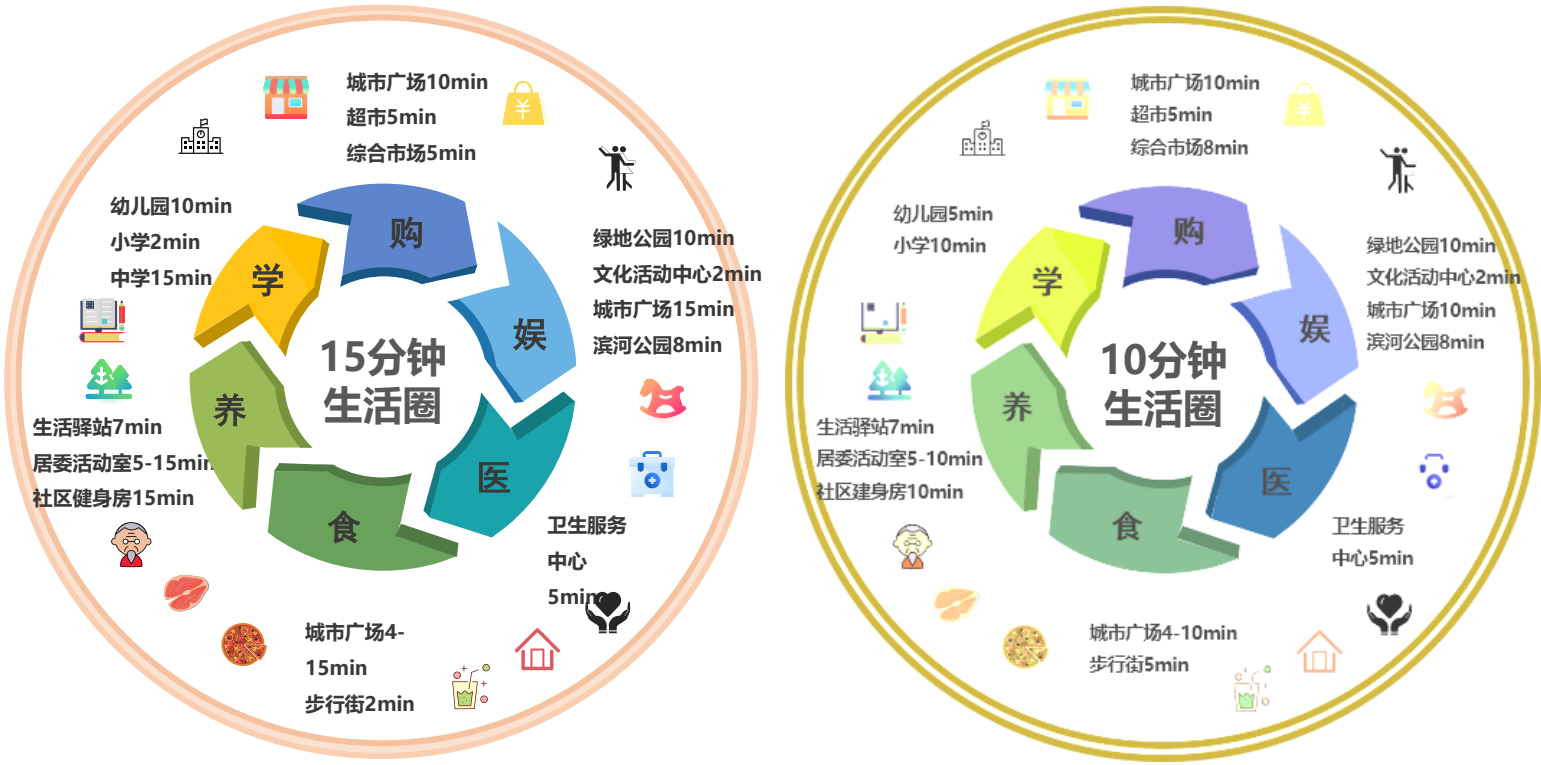 城市广场10min
超市5min
综合市场5min
幼儿园10min
小学2min
中学15min
购
学
娱
绿地公园10min
文化活动中心2min
城市广场15min
滨河公园8min
15分钟
生活圈
养
生活驿站7min
居委活动室5-15min
社区健身房15min
医
食
卫生服务
中心
5min
城市广场4-
15min
步行街2min
¥
城市广场10min
超市5min
综合市场8min
¥
幼儿园5min
小学10min
购
学
娱
绿地公园10min
文化活动中心2min
城市广场10min
滨河公园8min
10分钟
生活圈
养
生活驿站7min
居委活动室5-10min
社区健身房10min
医
食
卫生服务
中心5min
城市广场4-10min
步行街5min